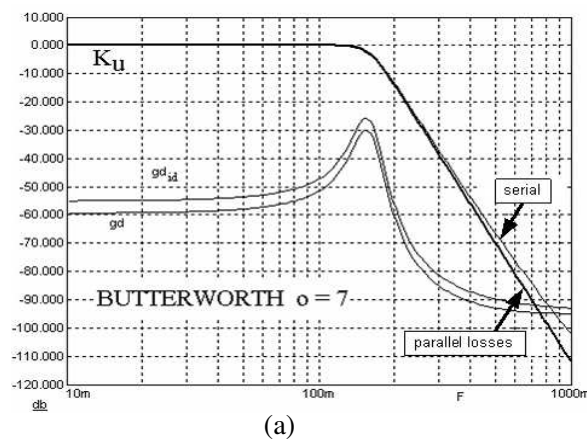 10.000
0.000
-10.000
-20.000
-30.000
-40.000
-50.000
-60.000
-70.000
-80.000
-90.000
-100.000
-110.000
-120.000
Ku
gd id
gd
serial
BUTTERWORTH o = 7
parallel losses
10m 100m F 1000m
db
(a)